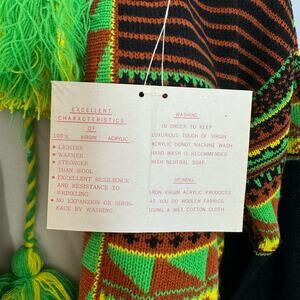 EXCELLENT
CHARACTERISTICS
OF
100 % VIRGIN ACRYLIC
• LIGHTER
• WARMER
• STRONGER
THAN WOOL
• EXCELLENT RESILIENCE
AND RESISTANCE TO
WRINKLING
• NO EXPANSION OR SHRIN-
KAGE BY WASHING
WASHING
IN ORDER TO KEEP
LUXURIOUS TOUCH OF VIRGIN
ACRYLIC DONOT MACHINE WASH
HAND WASH IS RECOMMENDED
WITH NEUTRAL SOAP.
IRONING
IRON VIRGIN ACRYLIC PRODUCTS
AS YOU DO WOOLEN FABRICS
USING A WET COTTON CLOTH